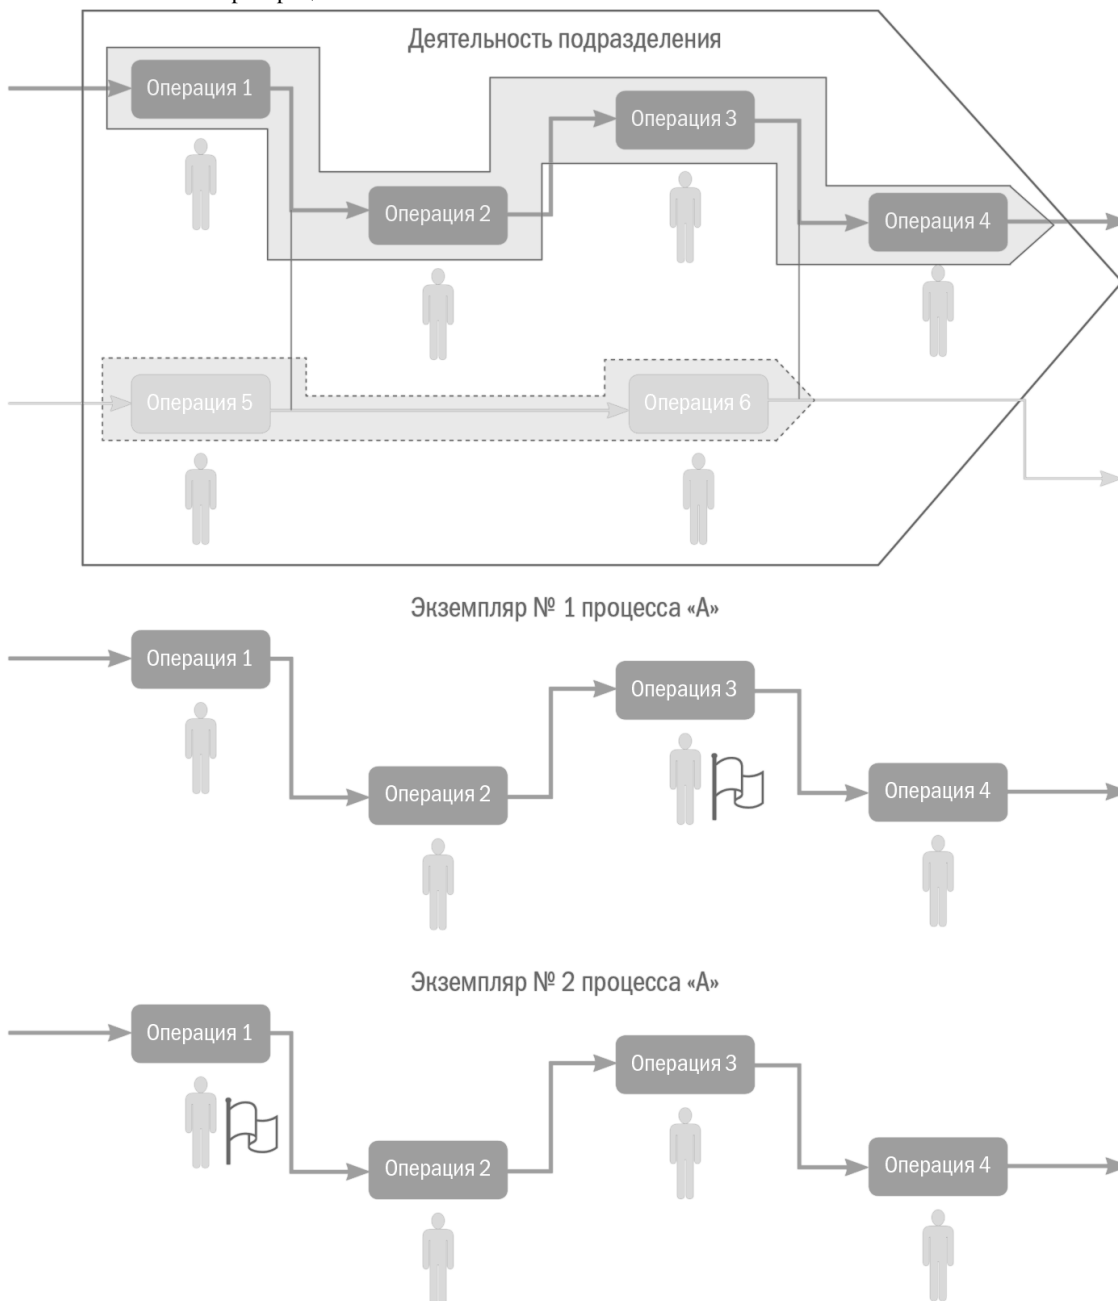 Деятельность подразделения
Операция 1
Операция 3
Операция 2
Операция 4
Операция 5
Операция 6
Экземпляр № 1 процесса «А»
Операция 1
Операция 3
Операция 2
Операция 4
Экземпляр № 2 процесса «А»
Операция 1
Операция 3
Операция 2
Операция 4